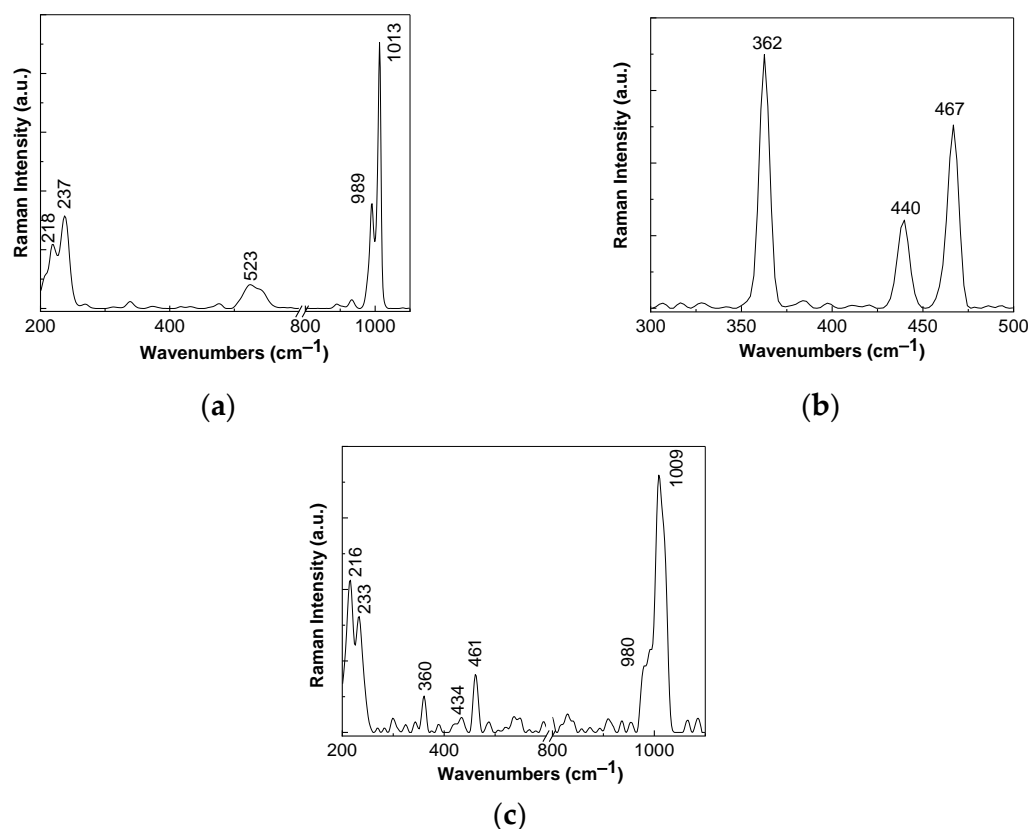 1013
989
237
218
523
Raman Intensity (a.u.)
200 400 800 1000
Wavenumbers (cm⁻¹)
(a)
362
467
440
Raman Intensity (a.u.)
300 350 400 450 500
Wavenumbers (cm⁻¹)
(b)
1009
216
233
980
461
360
434
Raman Intensity (a.u.)
200 400 800 1000
Wavenumbers (cm⁻¹)
(c)